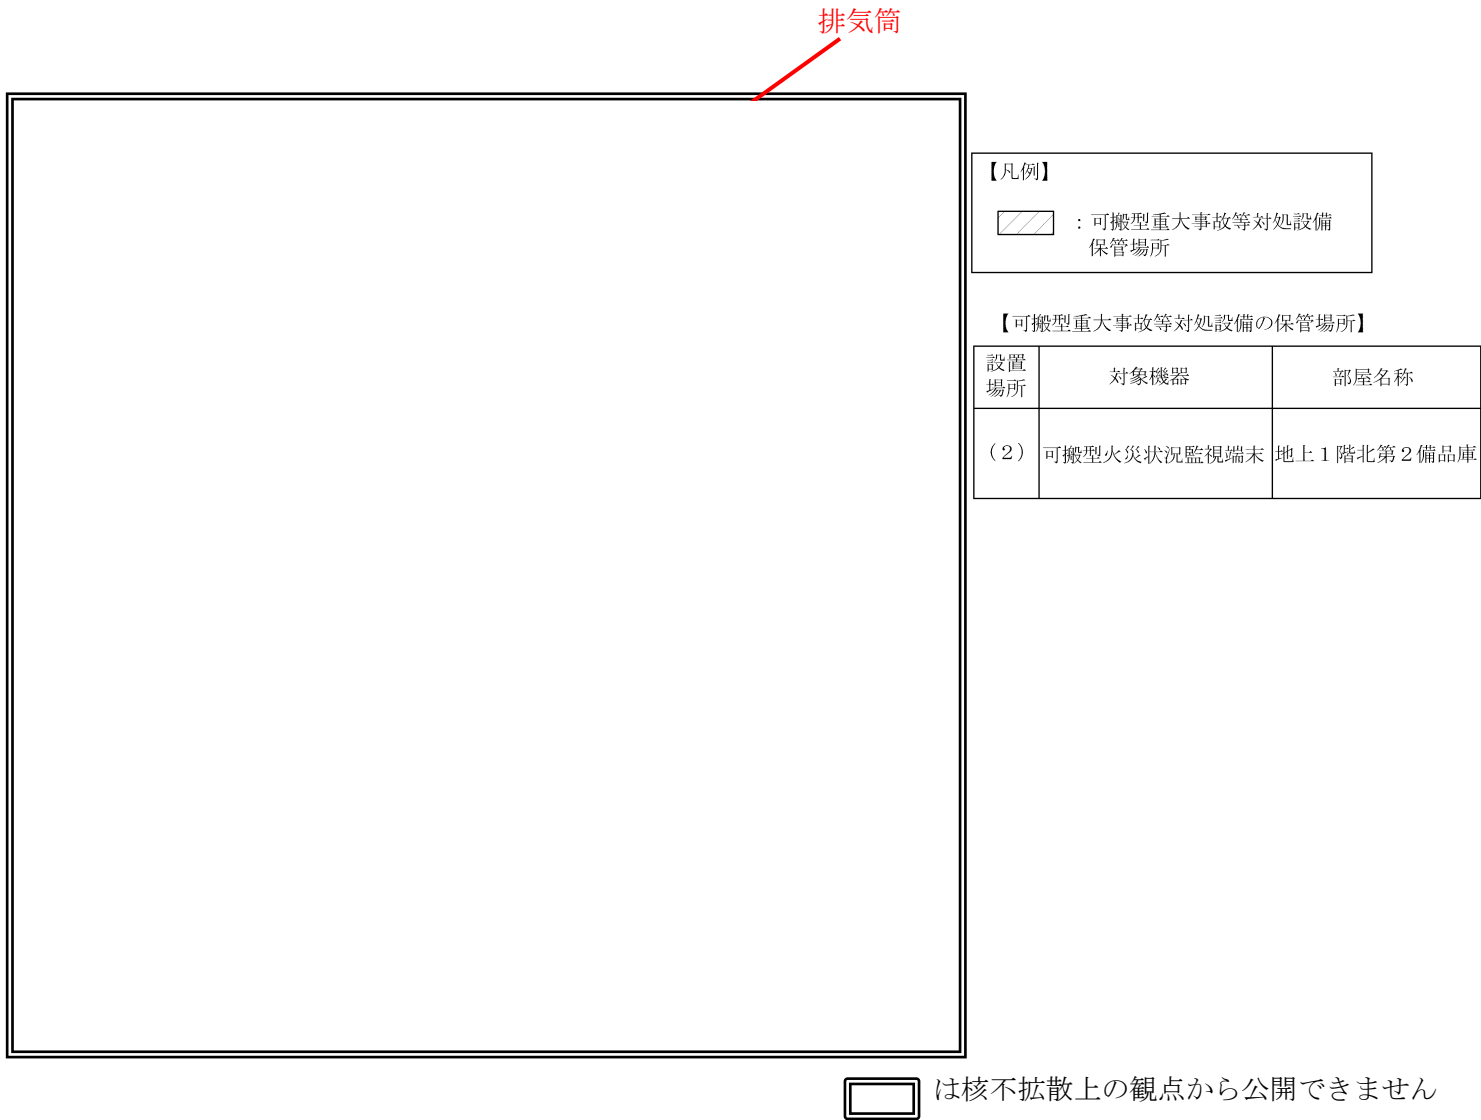 排気筒
【凡例】
：可搬型重大事故等対処設備
保管場所
【可搬型重大事故等対処設備の保管場所】
設置
場所
対象機器
部屋名称
（２）
可搬型火災状況監視端末
地上１階北第２備品庫
は核不拡散上の観点から公開できません